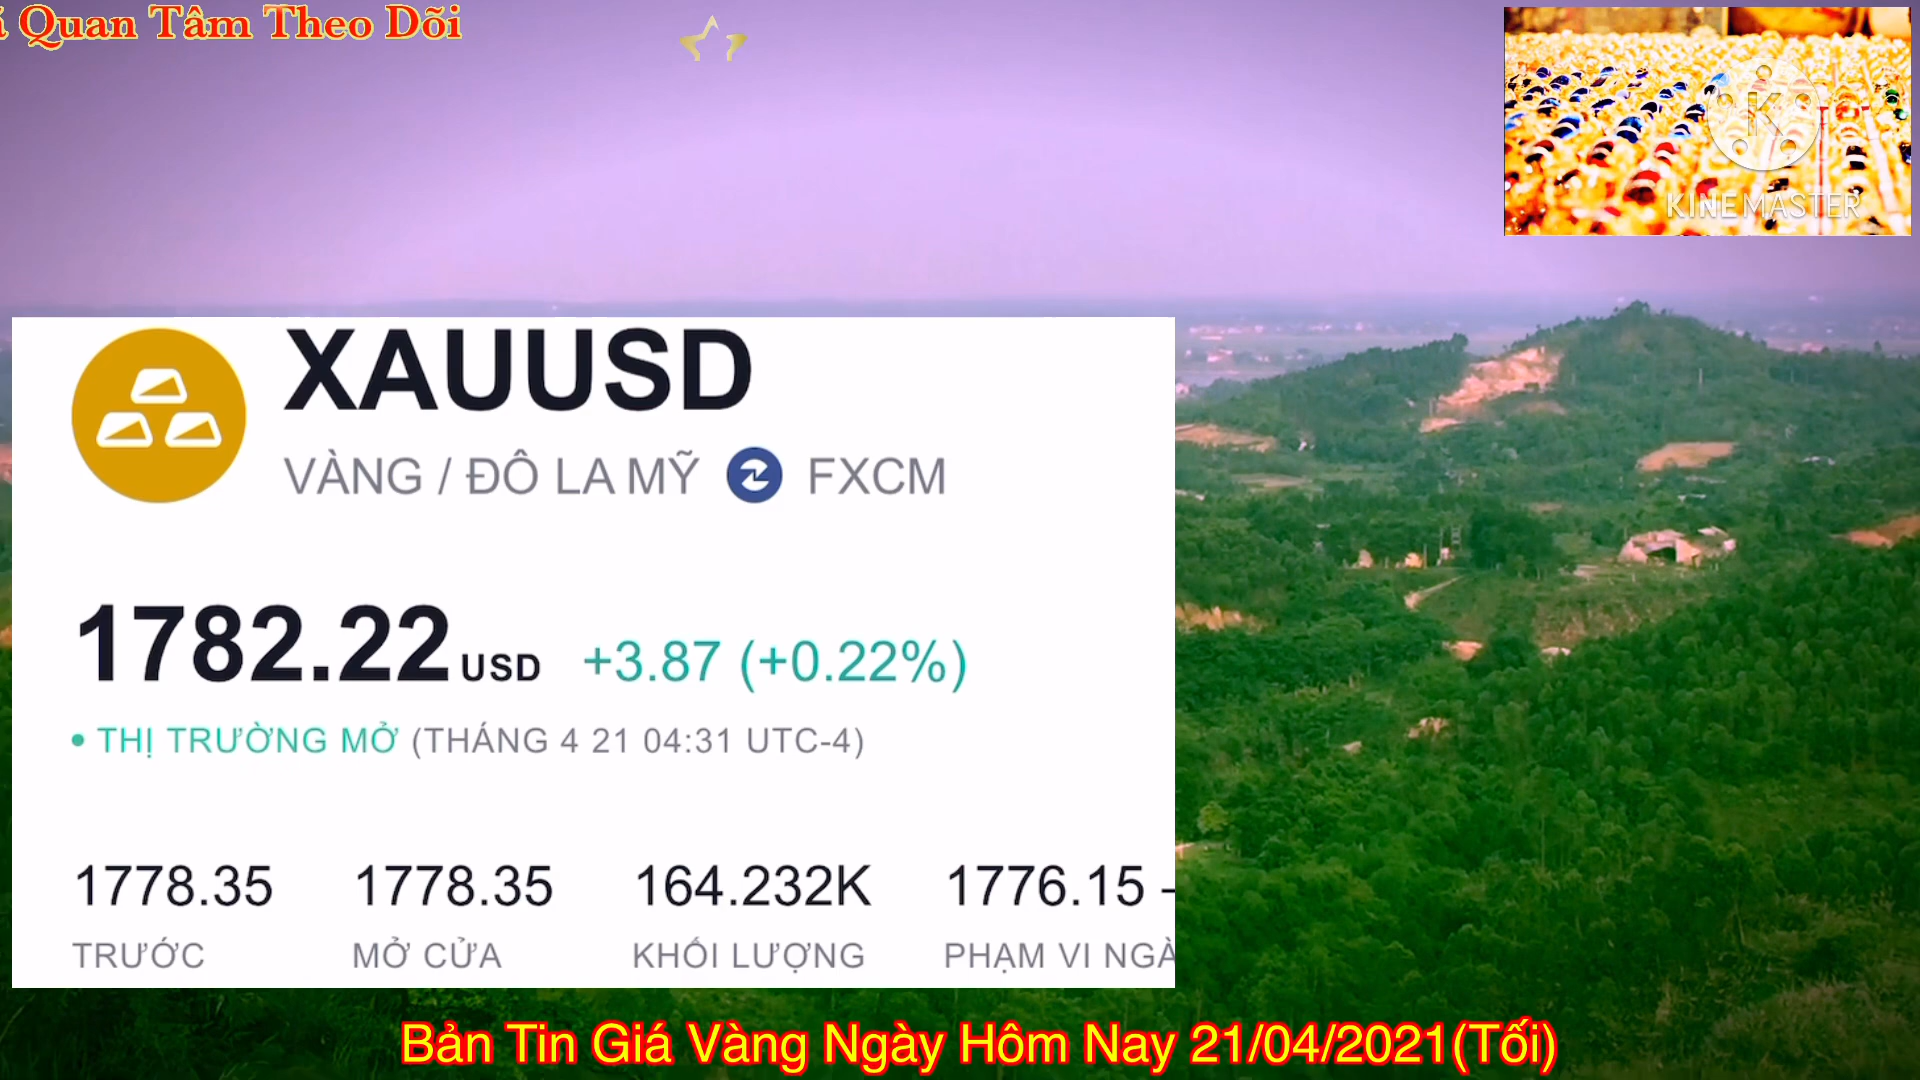 Quan Tâm Theo Dõi
K
KINEMASTER
XAUUSD
VÀNG / ĐÔ LA MỸ FXCM
1782.22 USD +3.87 (+0.22%)
• THỊ TRƯỜNG MỞ (THÁNG 4 21 04:31 UTC-4)
1778.35 1778.35 164.232K 1776.15 -
TRƯỚC MỞ CỬA KHỐI LƯỢNG PHẠM VI NGÀ
Bản Tin Giá Vàng Ngày Hôm Nay 21/04/2021(Tối)